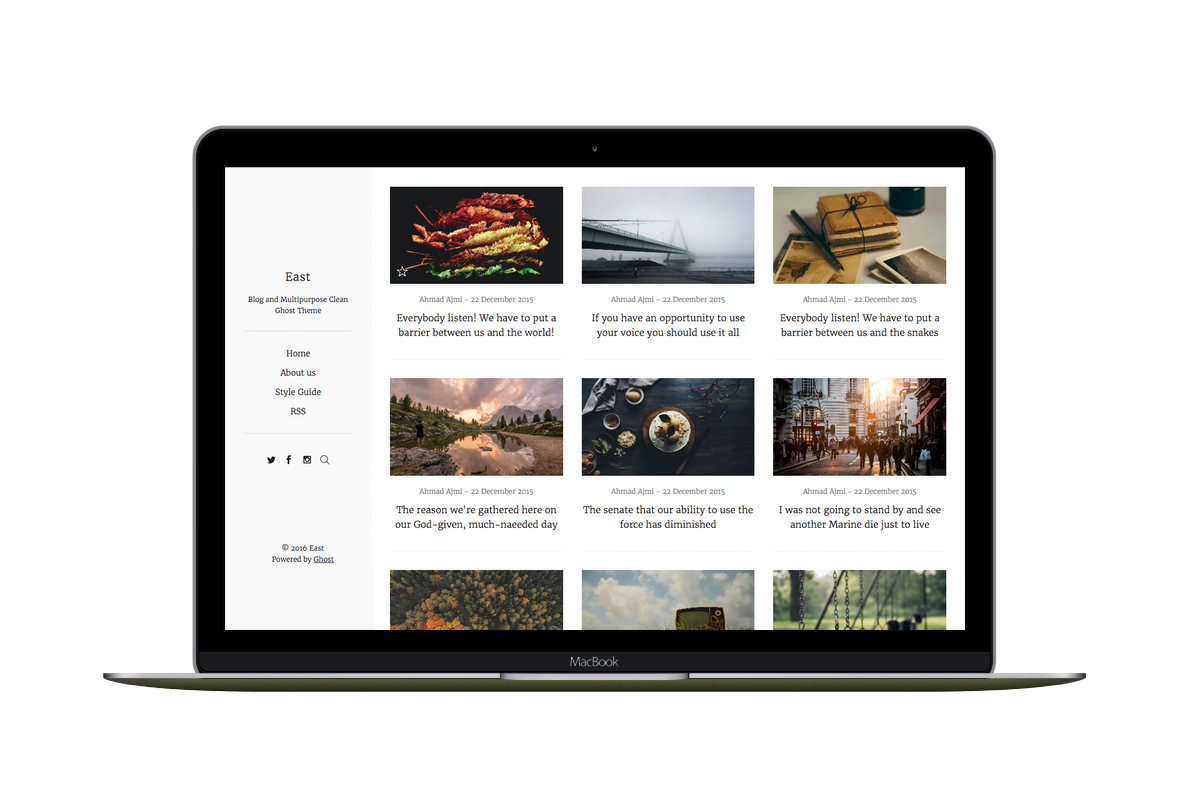 East
Blog and Multipurpose Clean
Ghost Theme
Home
About us
Style Guide
RSS
© 2016 East
Powered by Ghost
Ahmad Ajmi - 22 December 2015
Everybody listen! We have to put a
barrier between us and the world!
Ahmad Ajmi - 22 December 2015
If you have an opportunity to use
your voice you should use it all
Ahmad Ajmi - 22 December 2015
Everybody listen! We have to put a
barrier between us and the snakes
Ahmad Ajmi - 22 December 2015
The reason we're gathered here on
our God-given, much-naeeded day
Ahmad Ajmi - 22 December 2015
The senate that our ability to use the
force has diminished
Ahmad Ajmi - 22 December 2015
I was not going to stand by and see
another Marine die just to live
MacBook